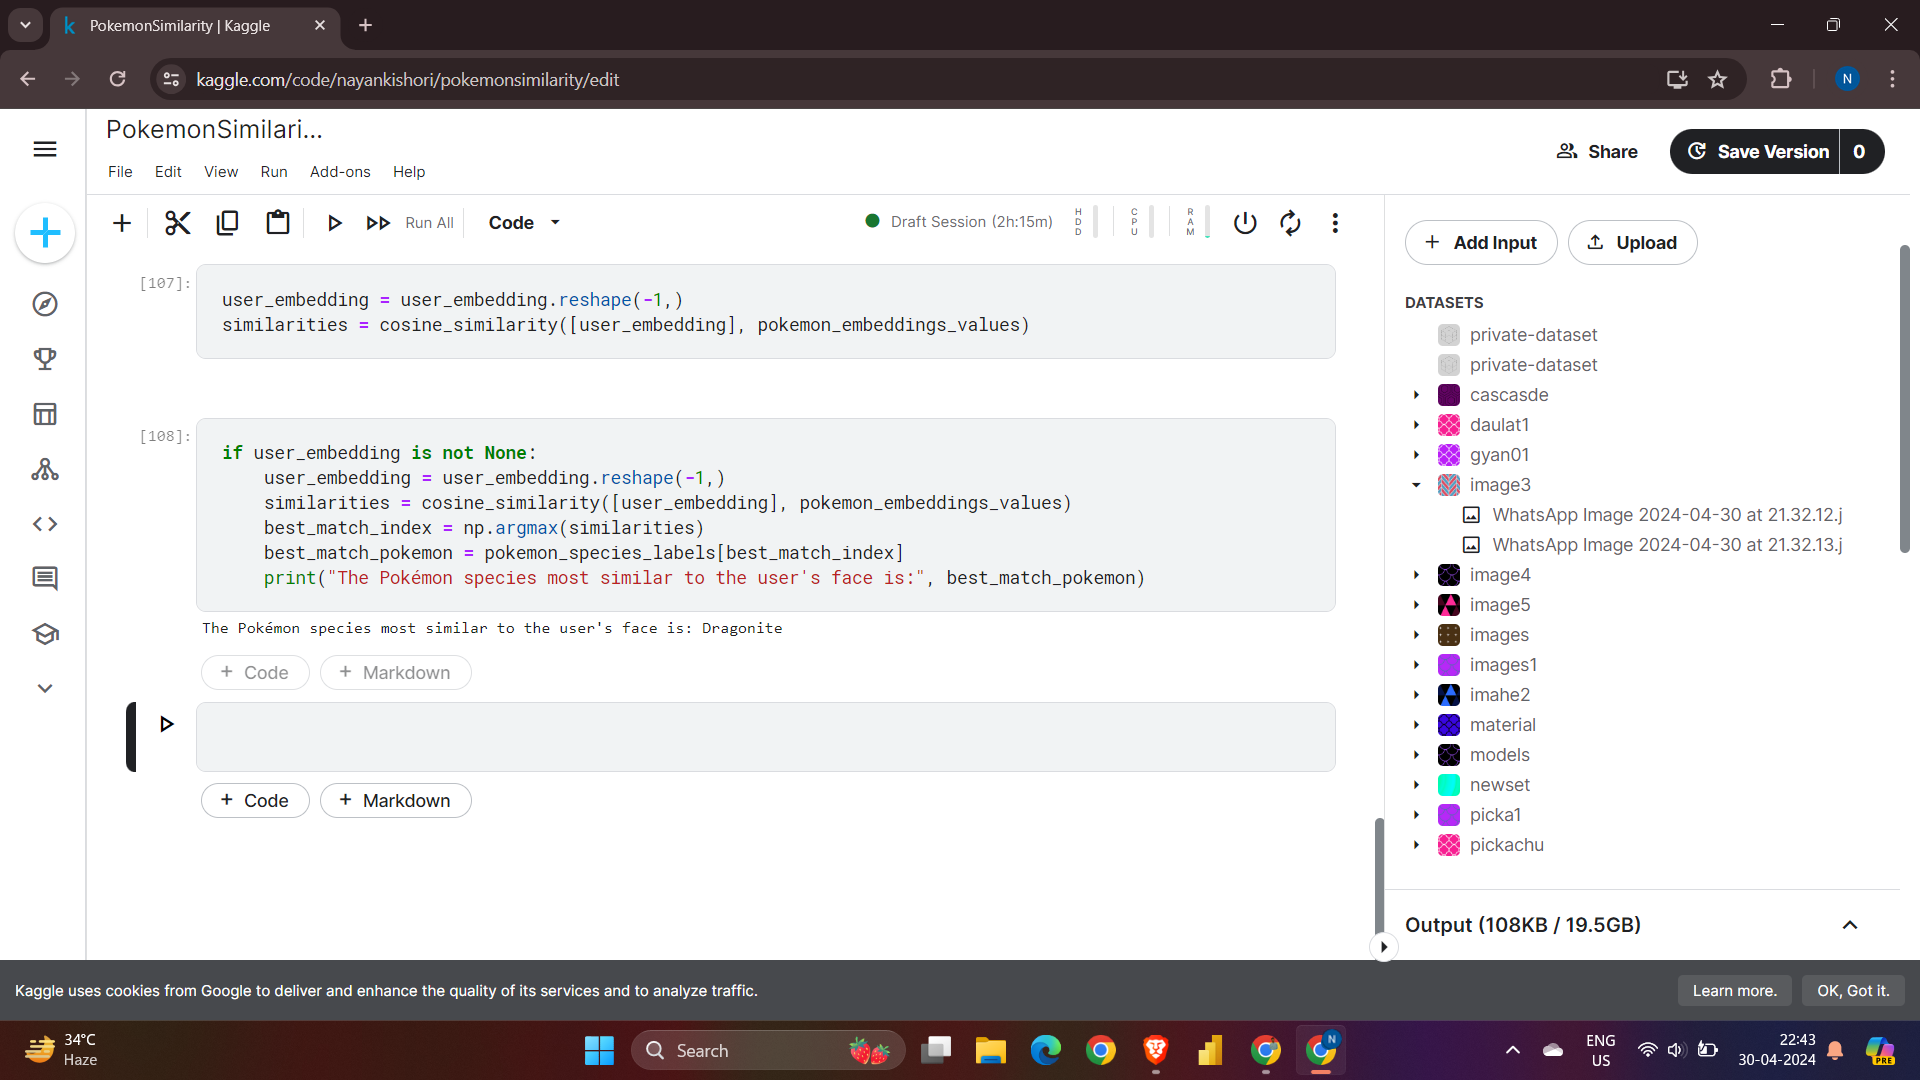 PokemonSimilarity | Kaggle
kaggle.com/code/nayankishori/pokemonsimilarity/edit
N
PokemonSimilari...
File Edit View Run Add-ons Help
Share
Save Version 0
Run All Code
Draft Session (2h:15m)
HDD
CPU
RAM
[107]:
user_embedding = user_embedding.reshape(-1,)
similarities = cosine_similarity([user_embedding], pokemon_embeddings_values)
[108]:
if user_embedding is not None:
    user_embedding = user_embedding.reshape(-1,)
    similarities = cosine_similarity([user_embedding], pokemon_embeddings_values)
    best_match_index = np.argmax(similarities)
    best_match_pokemon = pokemon_species_labels[best_match_index]
    print("The Pokémon species most similar to the user's face is:", best_match_pokemon)
The Pokémon species most similar to the user's face is: Dragonite
+ Code + Markdown
+ Code + Markdown
+ Add Input Upload
DATASETS
private-dataset
private-dataset
cascasde
daulat1
gyan01
image3
WhatsApp Image 2024-04-30 at 21.32.12.j
WhatsApp Image 2024-04-30 at 21.32.13.j
image4
image5
images
images1
imahe2
material
models
newset
picka1
pickachu
Output (108KB / 19.5GB)
Kaggle uses cookies from Google to deliver and enhance the quality of its services and to analyze traffic.
Learn more. OK, Got it.
34°C
Haze
Search
N
ENG
US
22:43
30-04-2024
PRE